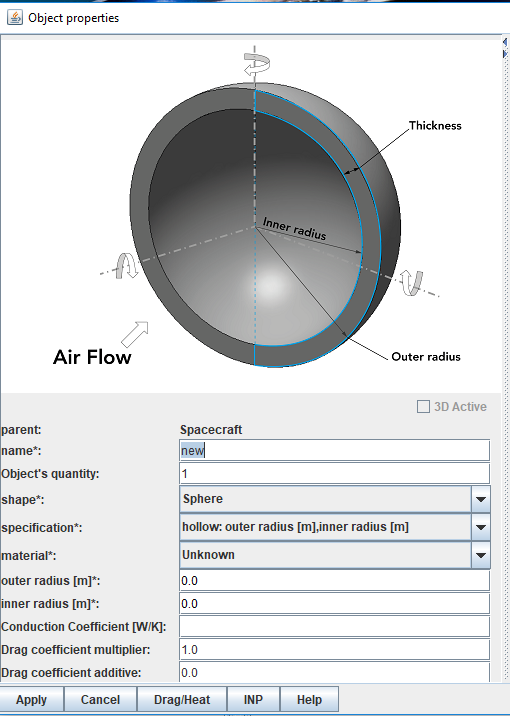 Object properties
Thickness
Inner radius
Air Flow
Outer radius
3D Active
parent: Spacecraft
name*: new
Object's quantity: 1
shape*: Sphere
specification*: hollow: outer radius [m],inner radius [m]
material*: Unknown
outer radius [m]*: 0.0
inner radius [m]*: 0.0
Conduction Coefficient [W/K]:
Drag coefficient multiplier: 1.0
Drag coefficient additive: 0.0
Apply Cancel Drag/Heat INP Help